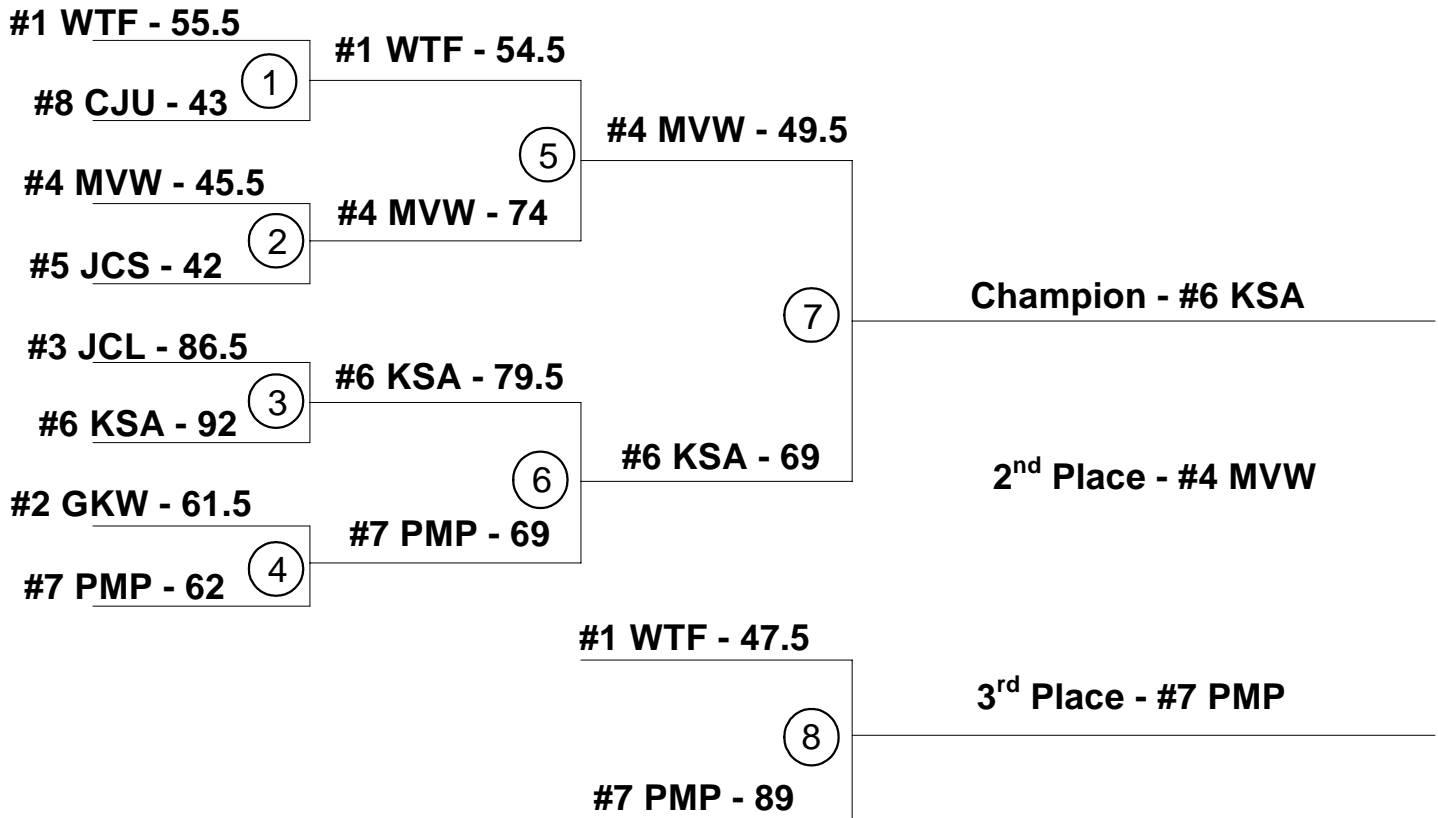 #1 WTF - 55.5
#8 CJU - 43
1
#4 MVW - 45.5
#5 JCS - 42
2
#3 JCL - 86.5
#6 KSA - 92
3
#2 GKW - 61.5
#7 PMP - 62
4
#1 WTF - 54.5
#4 MVW - 74
5
#6 KSA - 79.5
#7 PMP - 69
6
#4 MVW - 49.5
#6 KSA - 69
7
Champion - #6 KSA
2nd Place - #4 MVW
#1 WTF - 47.5
#7 PMP - 89
8
3rd Place - #7 PMP